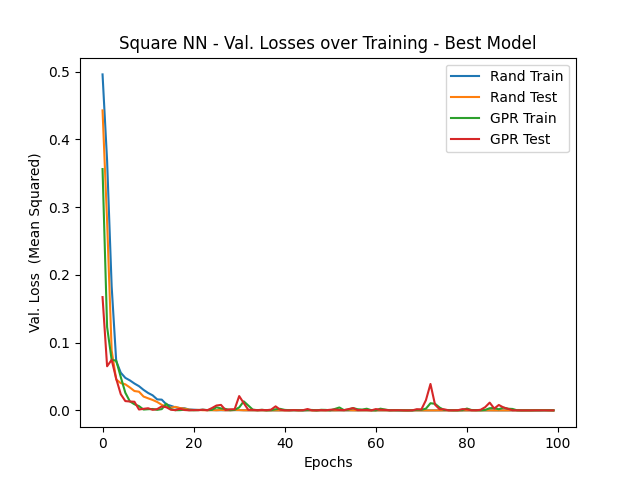 Square NN - Val. Losses over Training - Best Model
Rand Train
Rand Test
GPR Train
GPR Test
Val. Loss  (Mean Squared)
0.5
0.4
0.3
0.2
0.1
0.0
0 20 40 60 80 100
Epochs